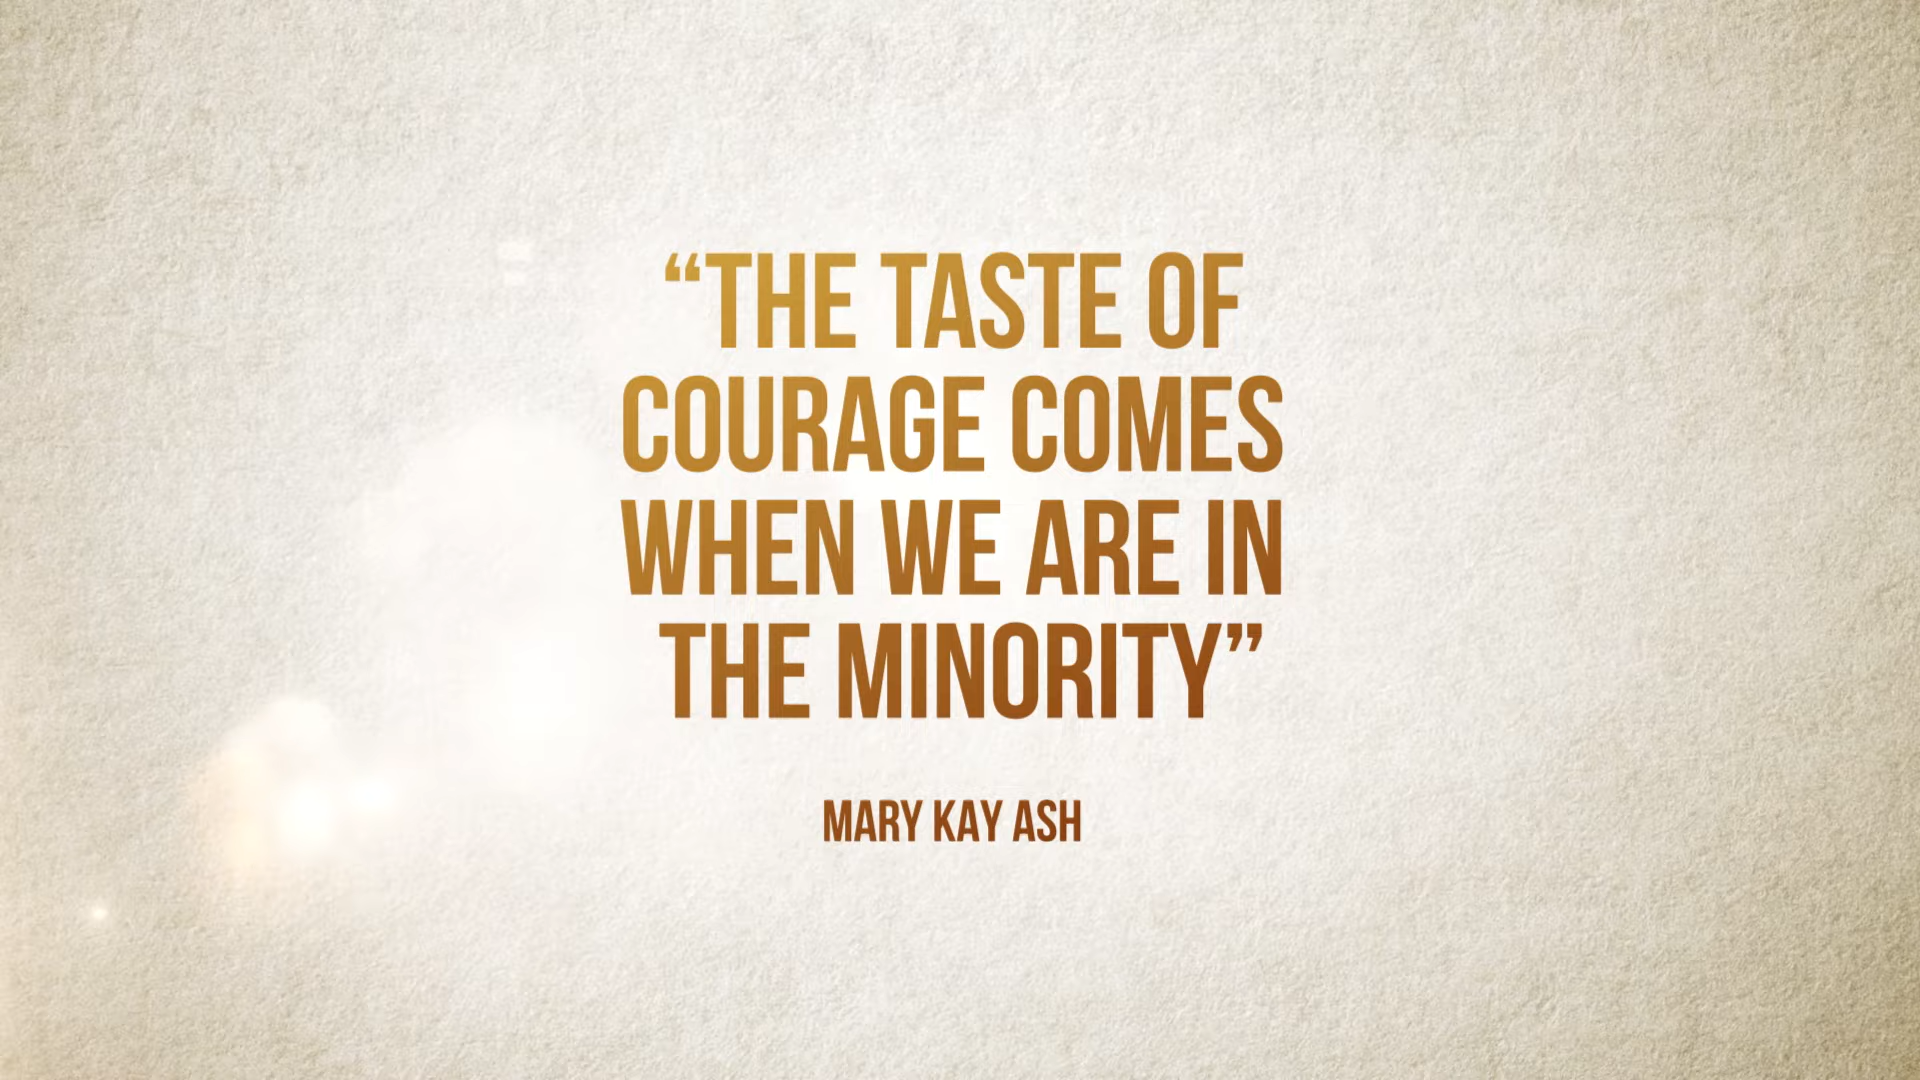 “THE TASTE OF
COURAGE COMES
WHEN WE ARE IN
THE MINORITY”
MARY KAY ASH